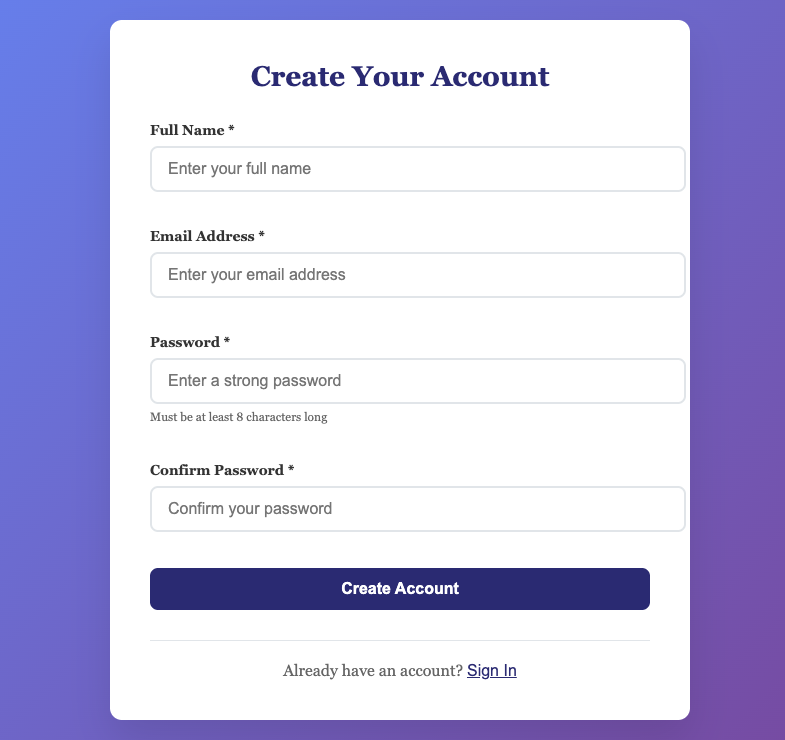 Create Your Account
Full Name *
Enter your full name
Email Address *
Enter your email address
Password *
Enter a strong password
Must be at least 8 characters long
Confirm Password *
Confirm your password
Create Account
Already have an account? Sign In